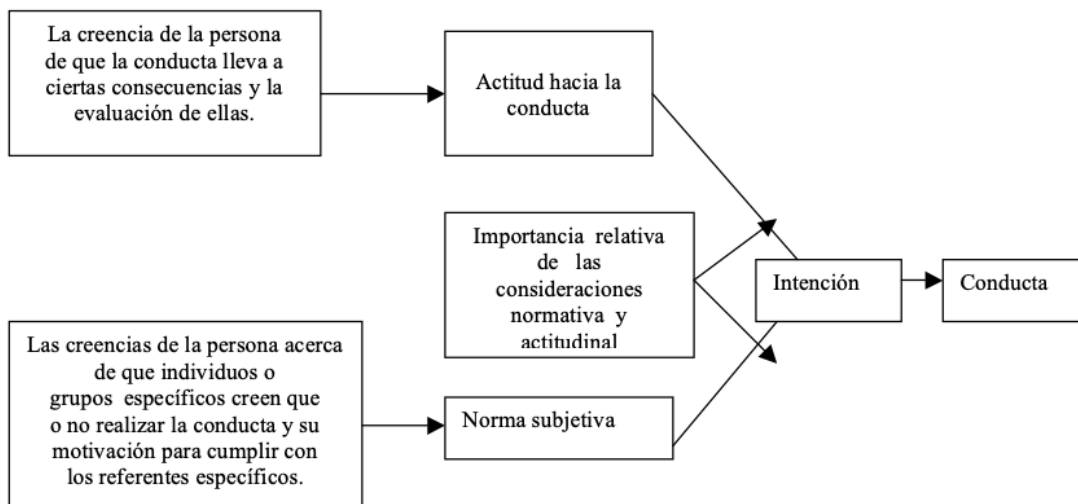 La creencia de la persona
de que la conducta lleva a
ciertas consecuencias y la
evaluación de ellas.
Actitud hacia la
conducta
Importancia relativa
de las
consideraciones
normativa y
actitudinal
Intención
Conducta
Las creencias de la persona acerca
de que individuos o
grupos específicos creen que
o no realizar la conducta y su
motivación para cumplir con
los referentes específicos.
Norma subjetiva